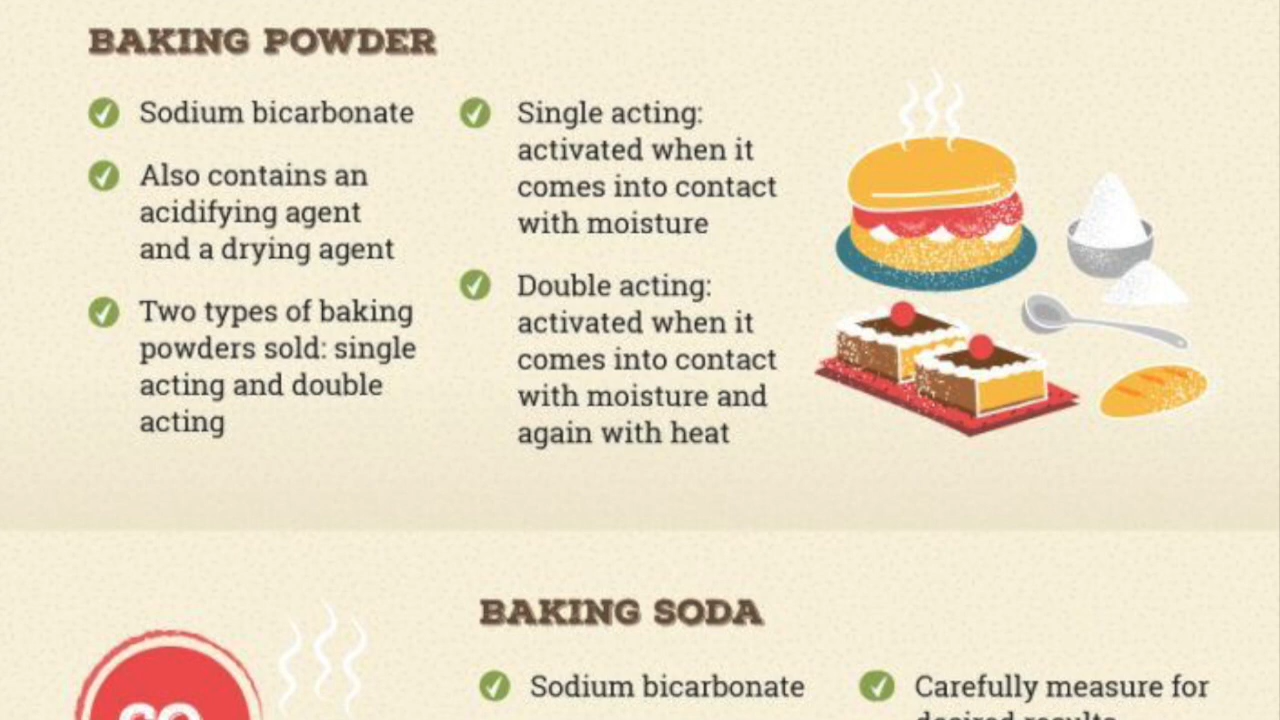 BAKING POWDER
Sodium bicarbonate
Also contains an
acidifying agent
and a drying agent
Two types of baking
powders sold: single
acting and double
acting
Single acting:
activated when it
comes into contact
with moisture
Double acting:
activated when it
comes into contact
with moisture and
again with heat
BAKING SODA
Sodium bicarbonate
Carefully measure for
desired results